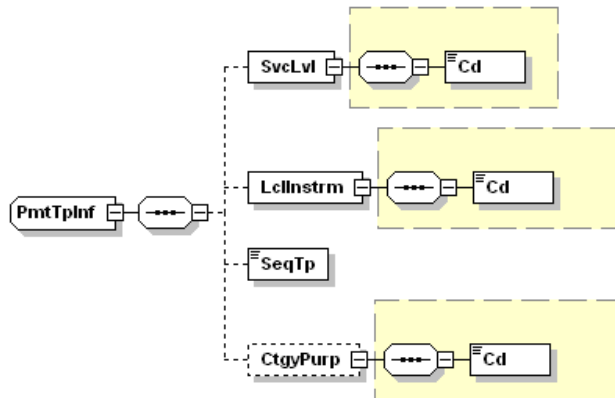 SvcLvl
Cd
LclInstrm
Cd
PmtTpInf
SeqTp
CtgyPurp
Cd